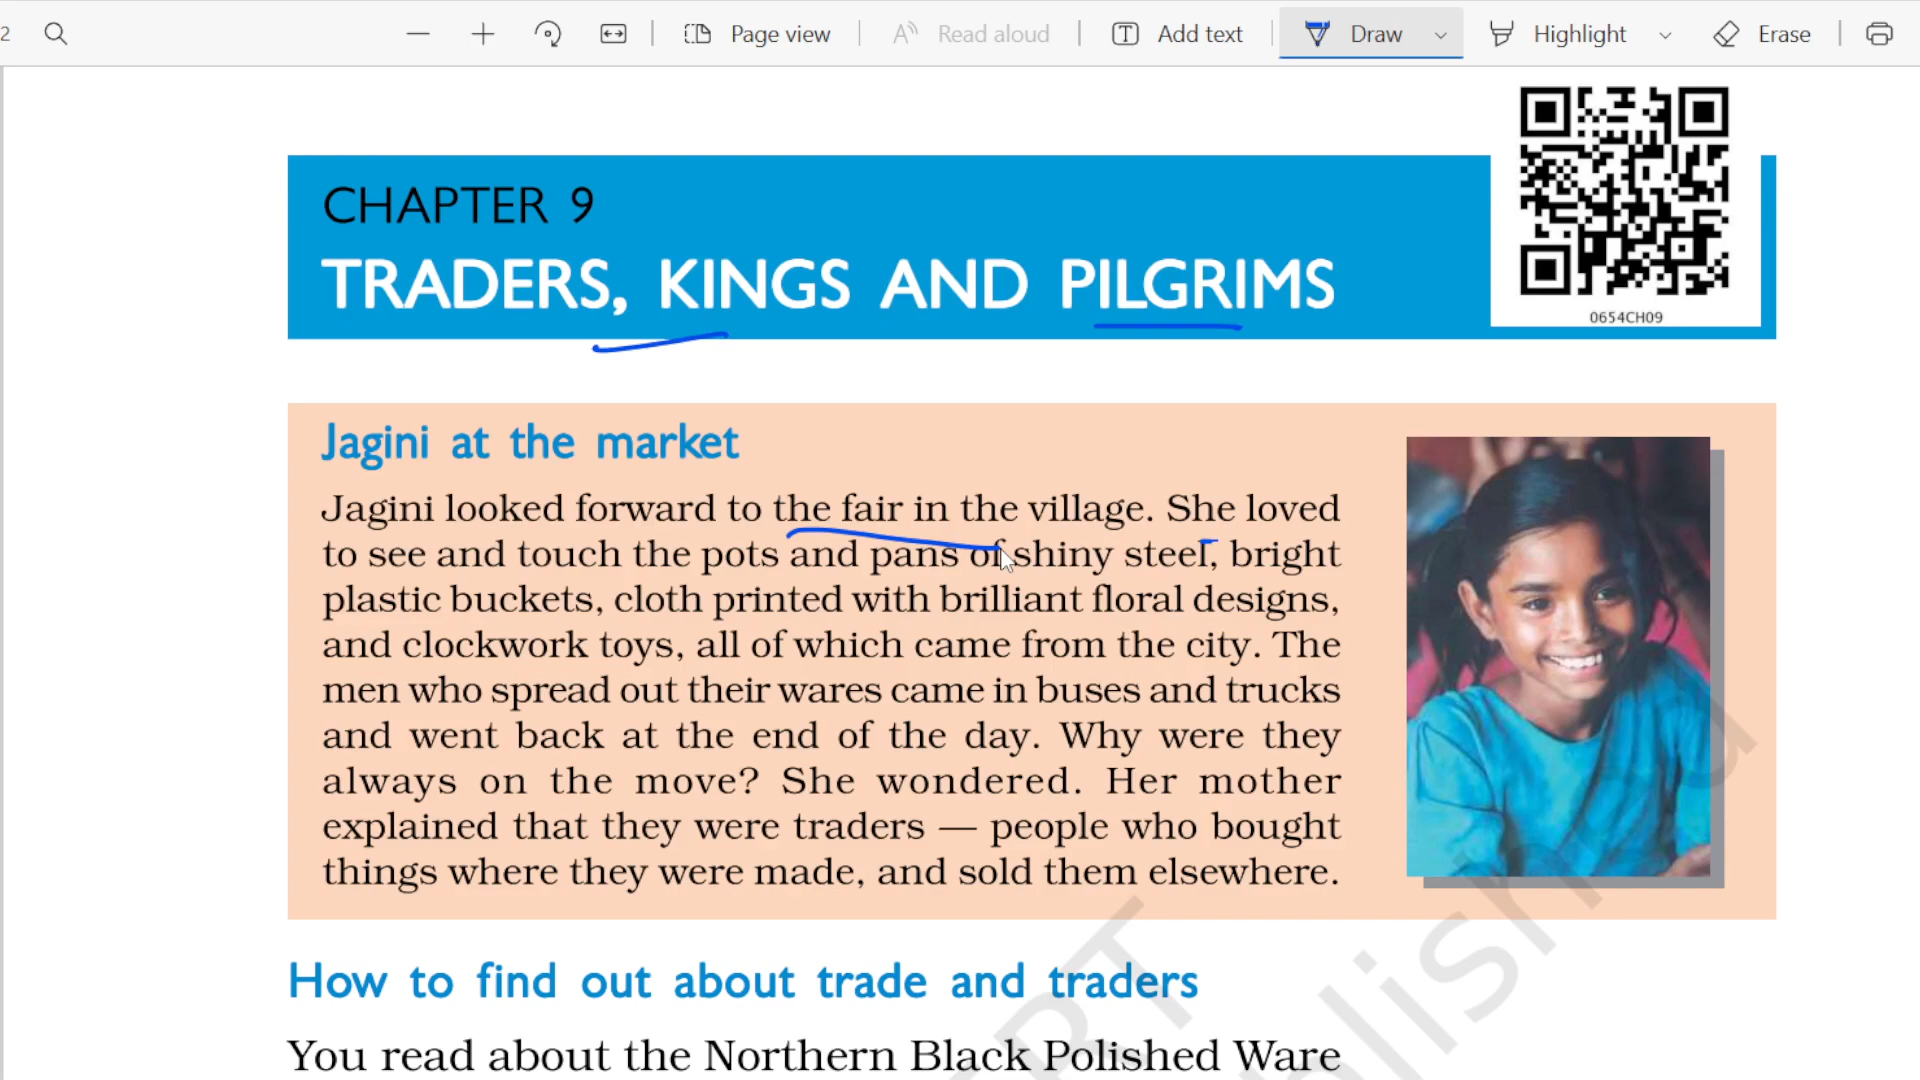 2
Page view
Read aloud
Add text
Draw
Highlight
Erase
CHAPTER 9
TRADERS, KINGS AND PILGRIMS
0654CH09
Jagini at the market
Jagini looked forward to the fair in the village. She loved
to see and touch the pots and pans of shiny steel, bright
plastic buckets, cloth printed with brilliant floral designs,
and clockwork toys, all of which came from the city. The
men who spread out their wares came in buses and trucks
and went back at the end of the day. Why were they
always on the move? She wondered. Her mother
explained that they were traders — people who bought
things where they were made, and sold them elsewhere.
How to find out about trade and traders
You read about the Northern Black Polished Ware